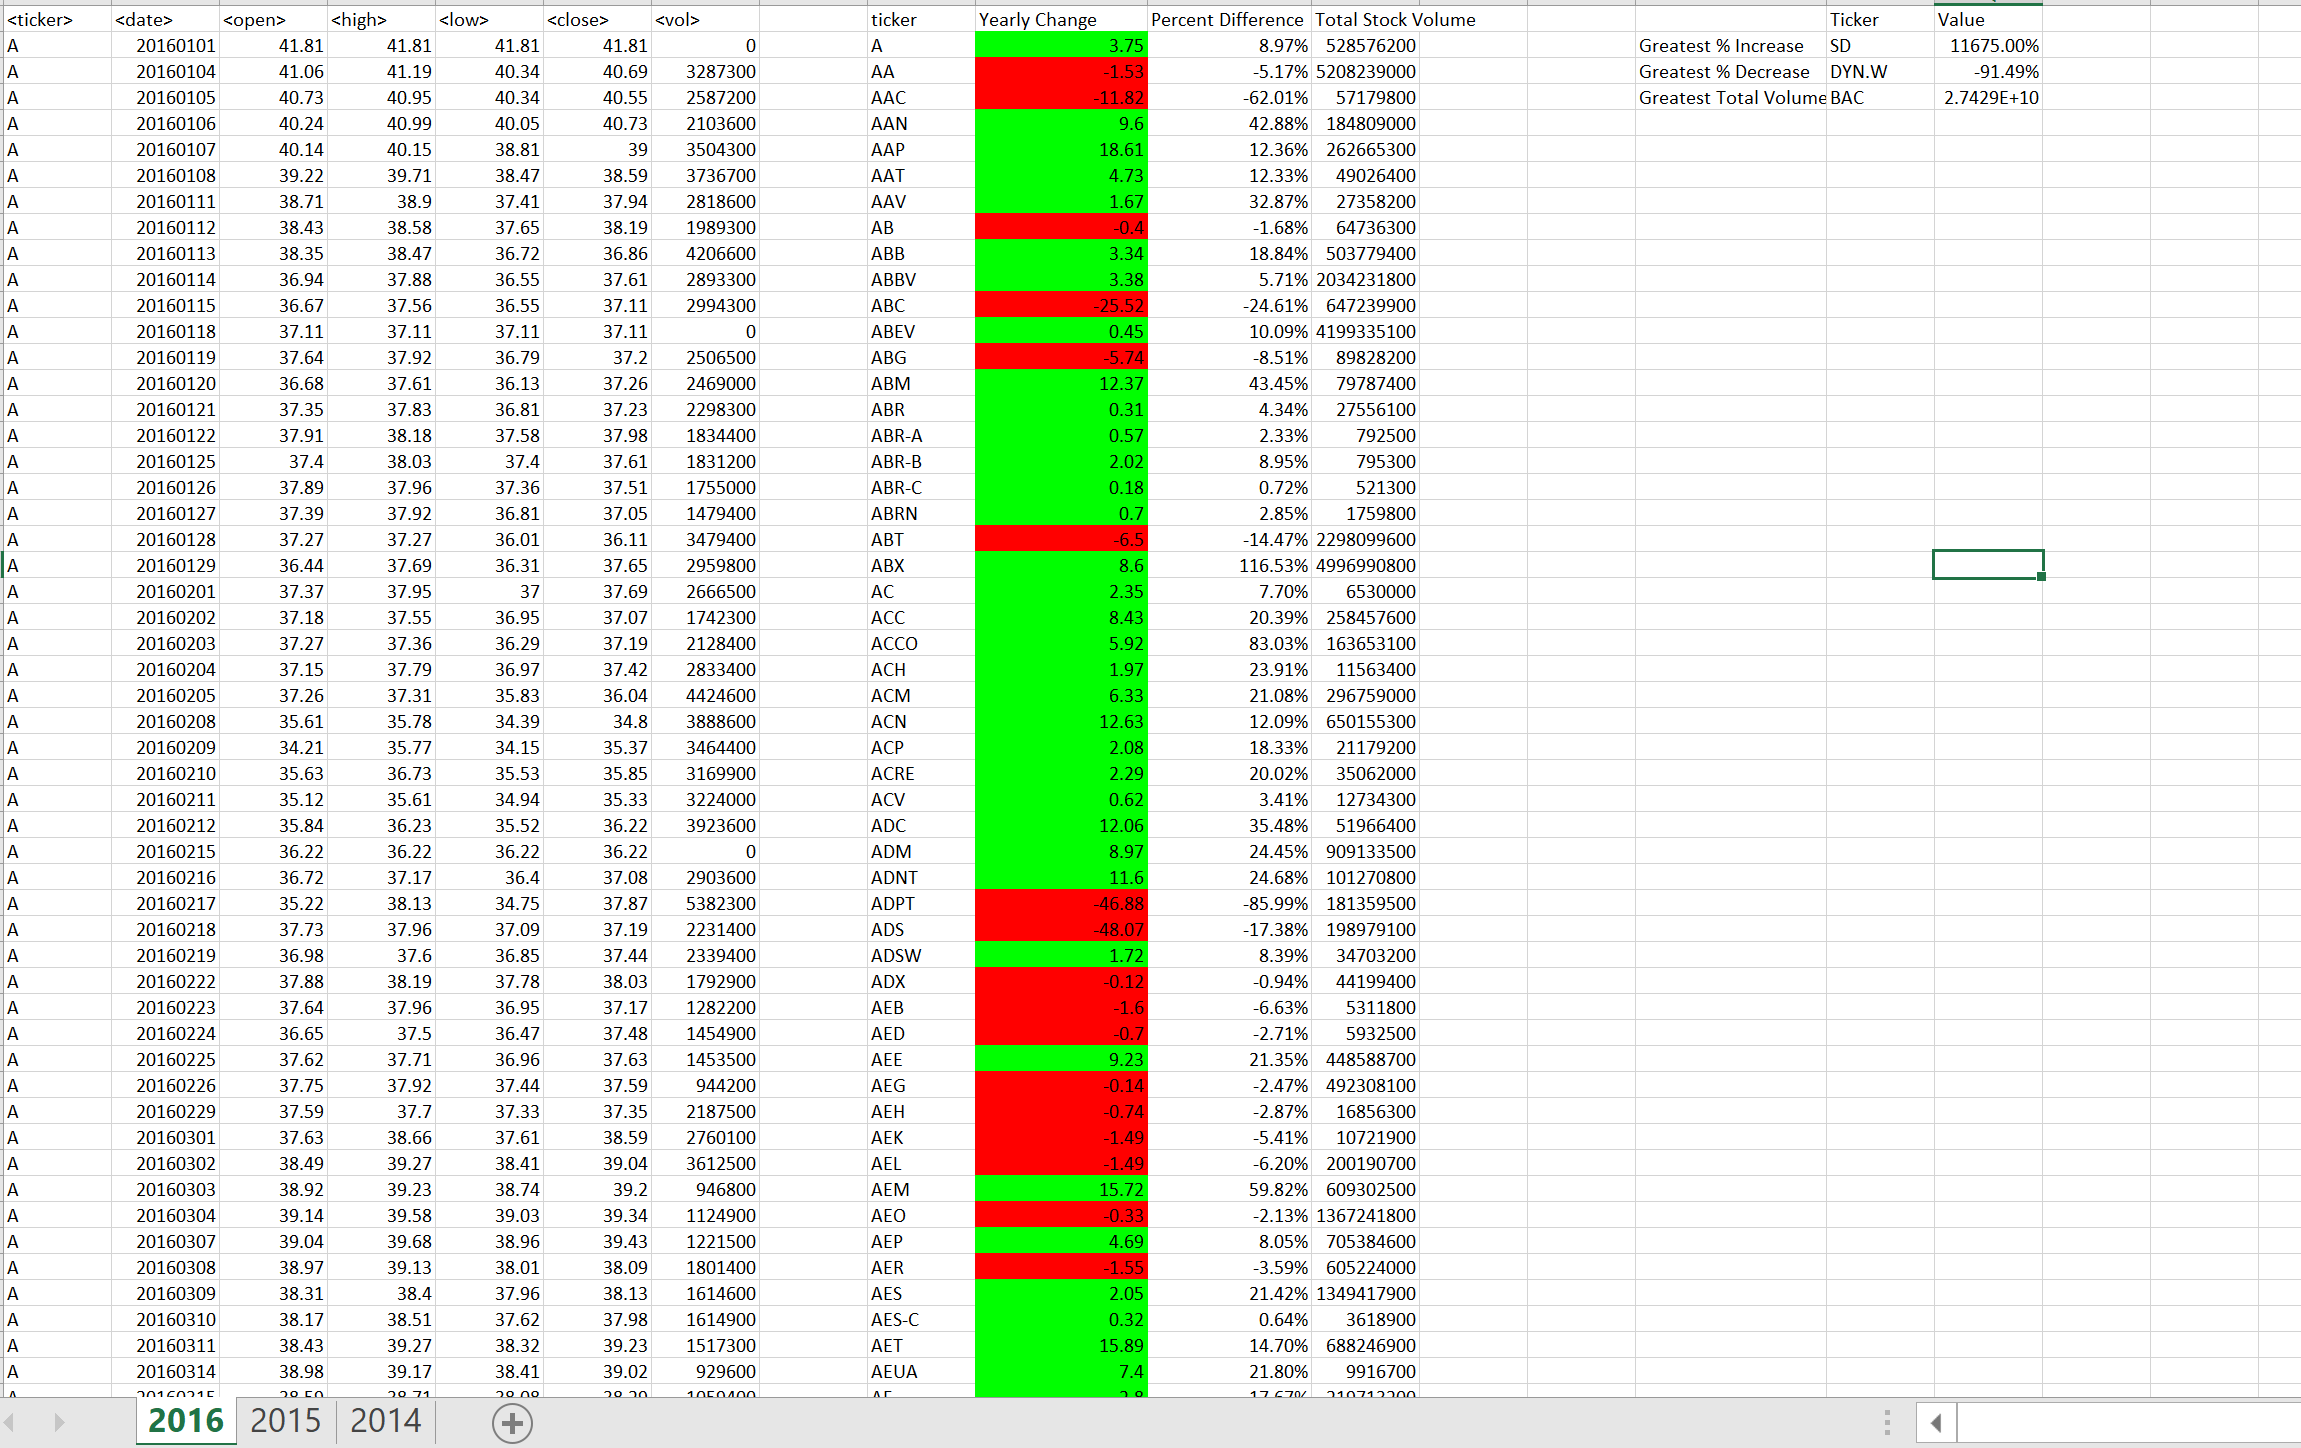 <ticker> <date> <open> <high> <low> <close> <vol> ticker Yearly Change Percent Difference Total Stock Volume Ticker Value
A 20160101 41.81 41.81 41.81 41.81 0 A 3.75 8.97% 528576200 Greatest % Increase SD 11675.00%
A 20160104 41.06 41.19 40.34 40.69 3287300 AA -1.53 -5.17% 5208239000 Greatest % Decrease DYN.W -91.49%
A 20160105 40.73 40.95 40.34 40.55 2587200 AAC -11.82 -62.01% 57179800 Greatest Total Volume BAC 2.7429E+10
A 20160106 40.24 40.99 40.05 40.73 2103600 AAN 9.6 42.88% 184809000
A 20160107 40.14 40.15 38.81 39 3504300 AAP 18.61 12.36% 262665300
A 20160108 39.22 39.71 38.47 38.59 3736700 AAT 4.73 12.33% 49026400
A 20160111 38.71 38.9 37.41 37.94 2818600 AAV 1.67 32.87% 27358200
A 20160112 38.43 38.58 37.65 38.19 1989300 AB -0.4 -1.68% 64736300
A 20160113 38.35 38.47 36.72 36.86 4206600 ABB 3.34 18.84% 503779400
A 20160114 36.94 37.88 36.55 37.61 2893300 ABBV 3.38 5.71% 2034231800
A 20160115 36.67 37.56 36.55 37.11 2994300 ABC -25.52 -24.61% 647239900
A 20160118 37.11 37.11 37.11 37.11 0 ABEV 0.45 10.09% 4199335100
A 20160119 37.64 37.92 36.79 37.2 2506500 ABG -5.74 -8.51% 89828200
A 20160120 36.68 37.61 36.13 37.26 2469000 ABM 12.37 43.45% 79787400
A 20160121 37.35 37.83 36.81 37.23 2298300 ABR 0.31 4.34% 27556100
A 20160122 37.91 38.18 37.58 37.98 1834400 ABR-A 0.57 2.33% 792500
A 20160125 37.4 38.03 37.4 37.61 1831200 ABR-B 2.02 8.95% 795300
A 20160126 37.89 37.96 37.36 37.51 1755000 ABR-C 0.18 0.72% 521300
A 20160127 37.39 37.92 36.81 37.05 1479400 ABRN 0.7 2.85% 1759800
A 20160128 37.27 37.27 36.01 36.11 3479400 ABT -6.5 -14.47% 2298099600
A 20160129 36.44 37.69 36.31 37.65 2959800 ABX 8.6 116.53% 4996990800
A 20160201 37.37 37.95 37 37.69 2666500 AC 2.35 7.70% 6530000
A 20160202 37.18 37.55 36.95 37.07 1742300 ACC 8.43 20.39% 258457600
A 20160203 37.27 37.36 36.29 37.19 2128400 ACCO 5.92 83.03% 163653100
A 20160204 37.15 37.79 36.97 37.42 2833400 ACH 1.97 23.91% 11563400
A 20160205 37.26 37.31 35.83 36.04 4424600 ACM 6.33 21.08% 296759000
A 20160208 35.61 35.78 34.39 34.8 3888600 ACN 12.63 12.09% 650155300
A 20160209 34.21 35.77 34.15 35.37 3464400 ACP 2.08 18.33% 21179200
A 20160210 35.63 36.73 35.53 35.85 3169900 ACRE 2.29 20.02% 35062000
A 20160211 35.12 35.61 34.94 35.33 3224000 ACV 0.62 3.41% 12734300
A 20160212 35.84 36.23 35.52 36.22 3923600 ADC 12.06 35.48% 51966400
A 20160215 36.22 36.22 36.22 36.22 0 ADM 8.97 24.45% 909133500
A 20160216 36.72 37.17 36.4 37.08 2903600 ADNT 11.6 24.68% 101270800
A 20160217 35.22 38.13 34.75 37.87 5382300 ADPT -46.88 -85.99% 181359500
A 20160218 37.73 37.96 37.09 37.19 2231400 ADS -48.07 -17.38% 198979100
A 20160219 36.98 37.6 36.85 37.44 2339400 ADSW 1.72 8.39% 34703200
A 20160222 37.88 38.19 37.78 38.03 1792900 ADX -0.12 -0.94% 44199400
A 20160223 37.64 37.96 36.95 37.17 1282200 AEB -1.6 -6.63% 5311800
A 20160224 36.65 37.5 36.47 37.48 1454900 AED -0.7 -2.71% 5932500
A 20160225 37.62 37.71 36.96 37.63 1453500 AEE 9.23 21.35% 448588700
A 20160226 37.75 37.92 37.44 37.59 944200 AEG -0.14 -2.47% 492308100
A 20160229 37.59 37.7 37.33 37.35 2187500 AEH -0.74 -2.87% 16856300
A 20160301 37.63 38.66 37.61 38.59 2760100 AEK -1.49 -5.41% 10721900
A 20160302 38.49 39.27 38.41 39.04 3612500 AEL -1.49 -6.20% 200190700
A 20160303 38.92 39.23 38.74 39.2 946800 AEM 15.72 59.82% 609302500
A 20160304 39.14 39.58 39.03 39.34 1124900 AEO -0.33 -2.13% 1367241800
A 20160307 39.04 39.68 38.96 39.43 1221500 AEP 4.69 8.05% 705384600
A 20160308 38.97 39.13 38.01 38.09 1801400 AER -1.55 -3.59% 605224000
A 20160309 38.31 38.4 37.96 38.13 1614600 AES 2.05 21.42% 1349417900
A 20160310 38.17 38.51 37.62 37.98 1614900 AES-C 0.32 0.64% 3618900
A 20160311 38.43 39.27 38.32 39.23 1517300 AET 15.89 14.70% 688246900
A 20160314 38.98 39.17 38.41 39.02 929600 AEUA 7.4 21.80% 9916700
2016 2015 2014